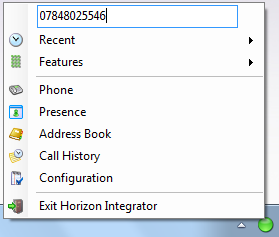 07848025546
Recent
Features
Phone
Presence
Address Book
Call History
Configuration
Exit Horizon Integrator